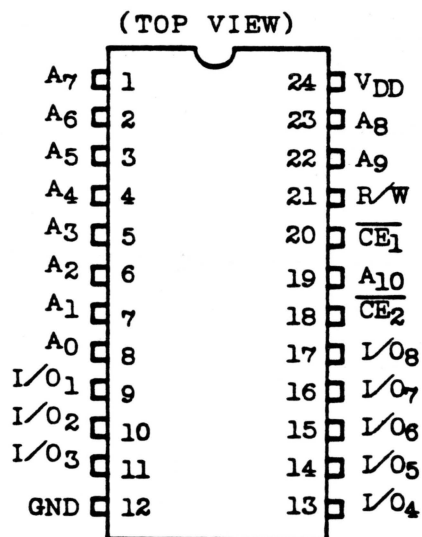 (TOP VIEW)
A7 1 24 VDD
A6 2 23 A8
A5 3 22 A9
A4 4 21 R/W
A3 5 20 C̅E̅1̅
A2 6 19 A10
A1 7 18 C̅E̅2̅
A0 8 17 I/O8
I/O1 9 16 I/O7
I/O2 10 15 I/O6
I/O3 11 14 I/O5
GND 12 13 I/O4